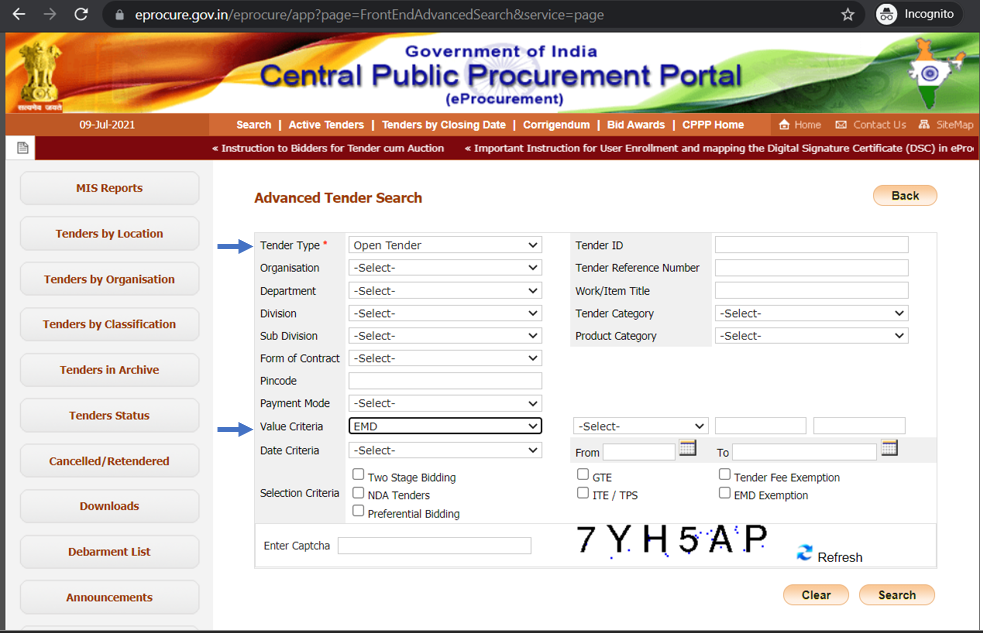 eprocure.gov.in/eprocure/app?page=FrontEndAdvancedSearch&service=page
Incognito
Government of India
Central Public Procurement Portal
(eProcurement)
सत्यमेव जयते
09-Jul-2021
Search | Active Tenders | Tenders by Closing Date | Corrigendum | Bid Awards | CPPP Home
Home Contact Us SiteMap
« Instruction to Bidders for Tender cum Auction « Important Instruction for User Enrollment and mapping the Digital Signature Certificate (DSC) in ePro
MIS Reports
Tenders by Location
Tenders by Organisation
Tenders by Classification
Tenders in Archive
Tenders Status
Cancelled/Retendered
Downloads
Debarment List
Announcements
Advanced Tender Search
Back
Tender Type * Open Tender
Tender ID
Organisation -Select-
Tender Reference Number
Department -Select-
Work/Item Title
Division -Select-
Tender Category -Select-
Sub Division -Select-
Product Category -Select-
Form of Contract -Select-
Pincode
Payment Mode -Select-
Value Criteria EMD -Select-
Date Criteria -Select- From To
Selection Criteria
Two Stage Bidding GTE Tender Fee Exemption
NDA Tenders ITE / TPS EMD Exemption
Preferential Bidding
Enter Captcha 7YH5AP Refresh
Clear Search